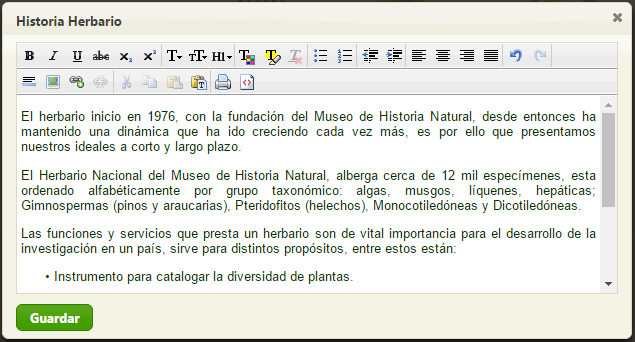 Historia Herbario
B I U abc X₂ X² T T H1 T T T
El herbario inicio en 1976, con la fundación del Museo de Historia Natural, desde entonces ha
mantenido una dinámica que ha ido creciendo cada vez más, es por ello que presentamos
nuestros ideales a corto y largo plazo.
El Herbario Nacional del Museo de Historia Natural, alberga cerca de 12 mil especímenes, esta
ordenado alfabéticamente por grupo taxonómico: algas, musgos, líquenes, hepáticas;
Gimnospermas (pinos y araucarias), Pteridofitos (helechos), Monocotiledóneas y Dicotiledóneas.
Las funciones y servicios que presta un herbario son de vital importancia para el desarrollo de la
investigación en un país, sirve para distintos propósitos, entre estos están:
• Instrumento para catalogar la diversidad de plantas.
Guardar